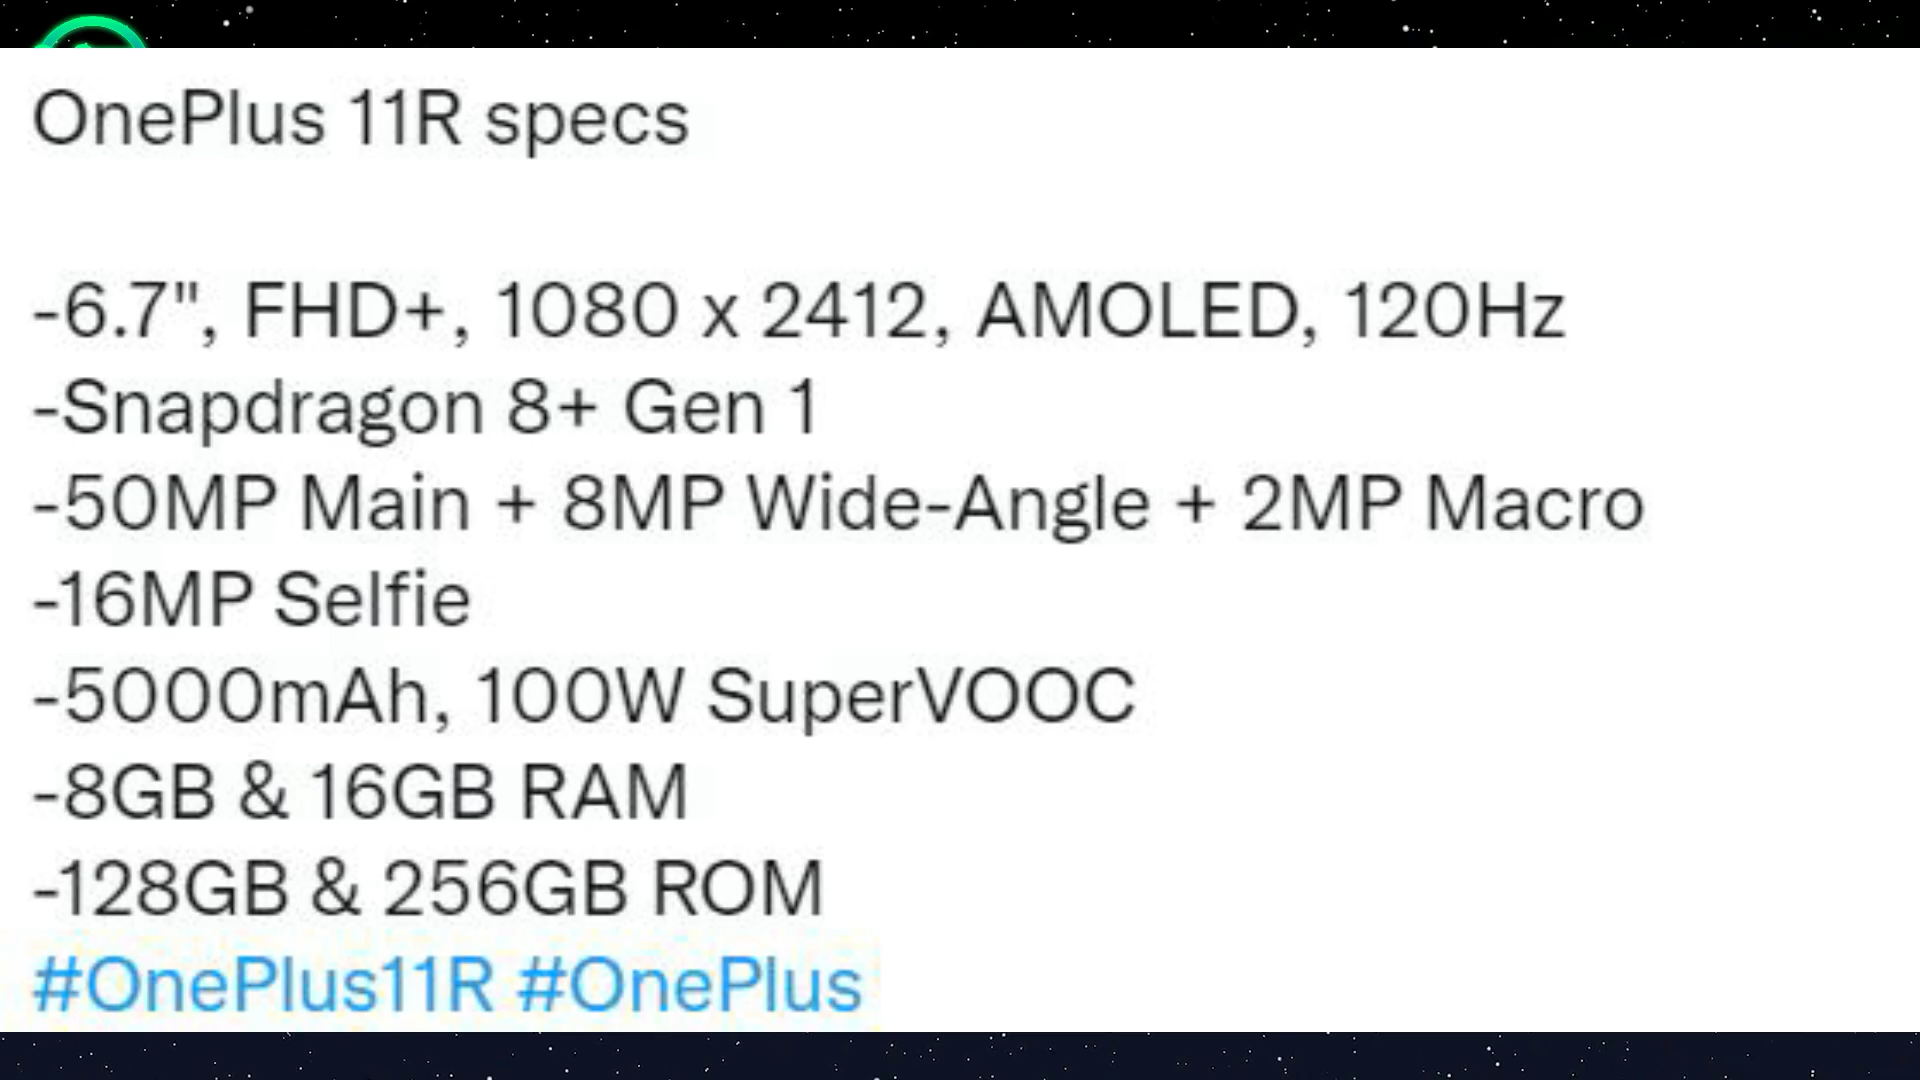 OnePlus 11R specs
-6.7", FHD+, 1080 x 2412, AMOLED, 120Hz
-Snapdragon 8+ Gen 1
-50MP Main + 8MP Wide-Angle + 2MP Macro
-16MP Selfie
-5000mAh, 100W SuperVOOC
-8GB & 16GB RAM
-128GB & 256GB ROM
#OnePlus11R #OnePlus